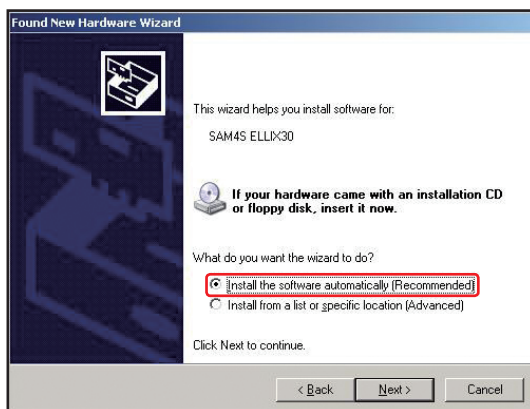 Found New Hardware Wizard
This wizard helps you install software for:
SAM4S ELLIX30
If your hardware came with an installation CD
or floppy disk, insert it now.
What do you want the wizard to do?
Install the software automatically (Recommended)
Install from a list or specific location (Advanced)
Click Next to continue.
< Back Next > Cancel